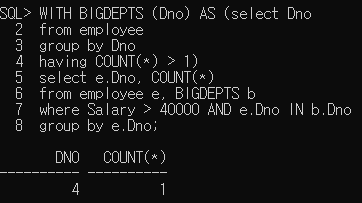 SQL> WITH BIGDEPTS (Dno) AS (select Dno
2 from employee
3 group by Dno
4 having COUNT(*) > 1)
5 select e.Dno, COUNT(*)
6 from employee e, BIGDEPTS b
7 where Salary > 40000 AND e.Dno IN b.Dno
8 group by e.Dno;
DNO COUNT(*)
---------- ----------
4 1